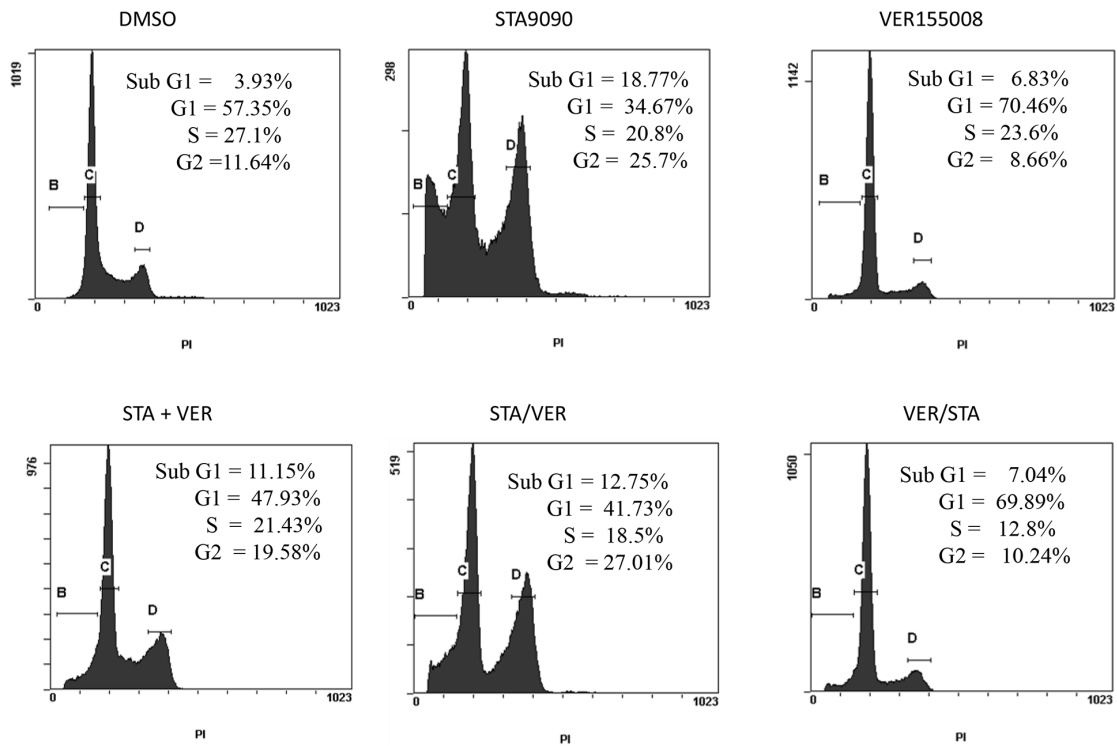 DMSO
1019
Sub G1 = 3.93%
G1 = 57.35%
S = 27.1%
G2 =11.64%
B
C
D
0
1023
PI
STA9090
298
Sub G1 = 18.77%
G1 = 34.67%
S = 20.8%
G2 = 25.7%
B
C
D
0
1023
PI
VER155008
1142
Sub G1 = 6.83%
G1 = 70.46%
S = 23.6%
G2 = 8.66%
B
C
D
0
1023
PI
STA + VER
976
Sub G1 = 11.15%
G1 = 47.93%
S = 21.43%
G2 = 19.58%
B
C
D
0
1023
PI
STA/VER
519
Sub G1 = 12.75%
G1 = 41.73%
S = 18.5%
G2 = 27.01%
B
C
D
0
1023
PI
VER/STA
1050
Sub G1 = 7.04%
G1 = 69.89%
S = 12.8%
G2 = 10.24%
B
C
D
0
1023
PI